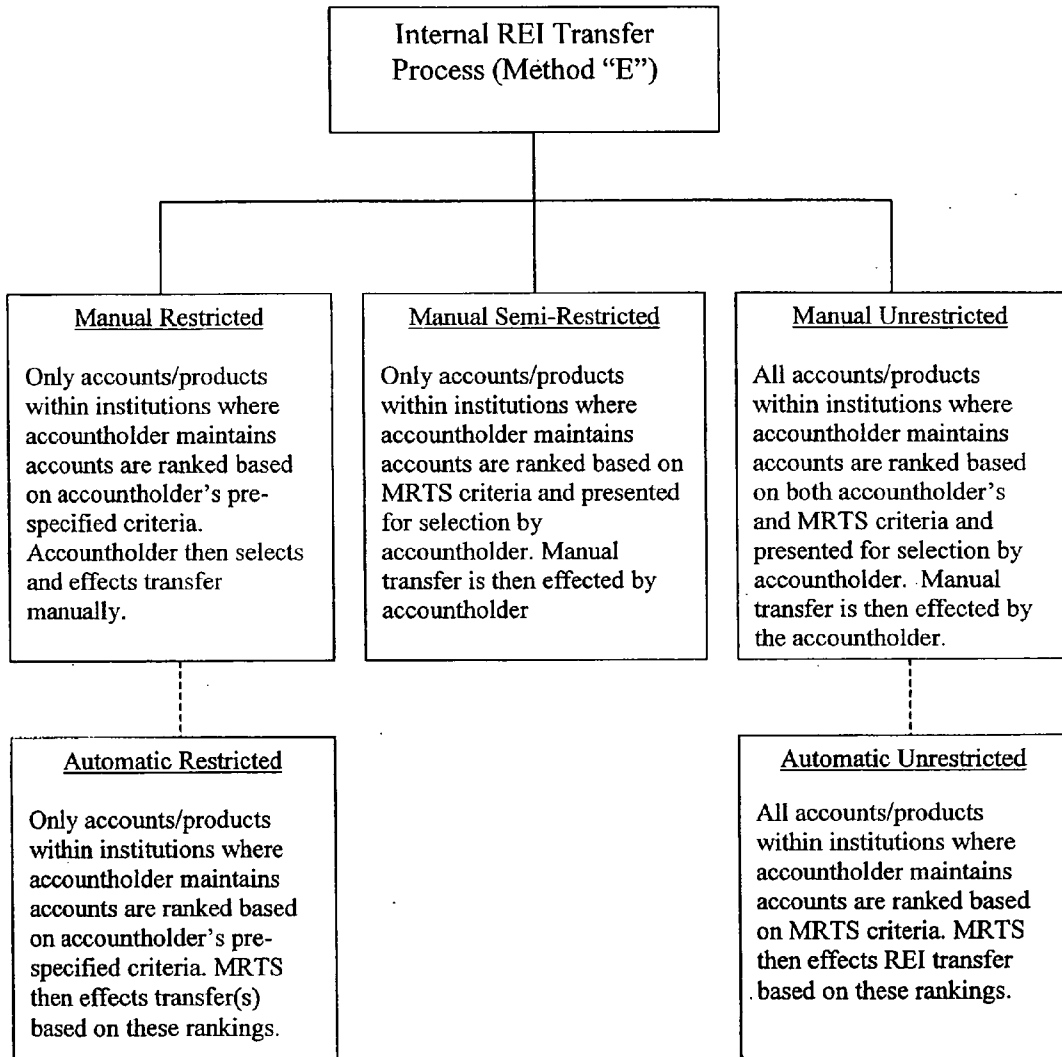 Internal REI Transfer
Process (Method “E”)
Manual Restricted
Only accounts/products
within institutions where
accountholder maintains
accounts are ranked based
on accountholder’s pre-
specified criteria.
Accountholder then selects
and effects transfer
manually.
Manual Semi-Restricted
Only accounts/products
within institutions where
accountholder maintains
accounts are ranked based on
MRTS criteria and presented
for selection by
accountholder. Manual
transfer is then effected by
accountholder
Manual Unrestricted
All accounts/products
within institutions where
accountholder maintains
accounts are ranked based
on both accountholder’s
and MRTS criteria and
presented for selection by
accountholder. Manual
transfer is then effected by
the accountholder.
Automatic Restricted
Only accounts/products
within institutions where
accountholder maintains
accounts are ranked based
on accountholder’s pre-
specified criteria. MRTS
then effects transfer(s)
based on these rankings.
Automatic Unrestricted
All accounts/products
within institutions where
accountholder maintains
accounts are ranked based
on MRTS criteria. MRTS
then effects REI transfer
based on these rankings.